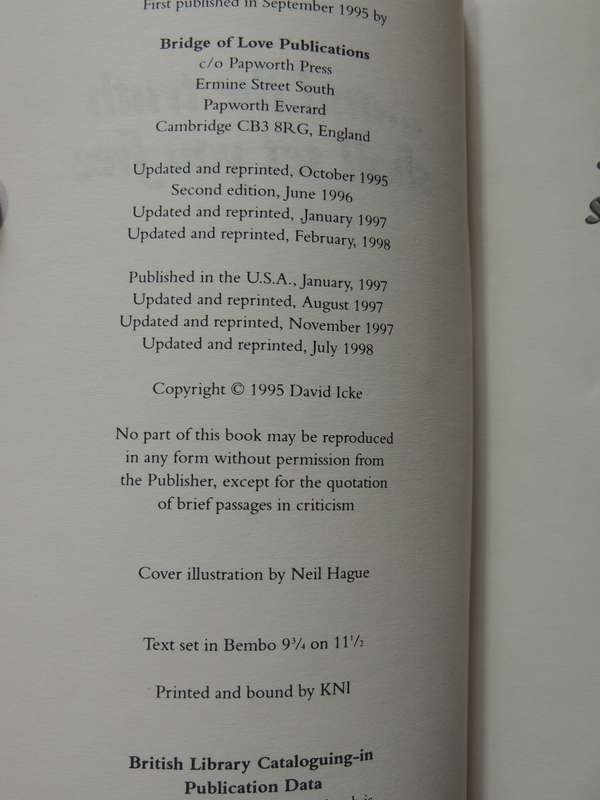 First published in September 1995 by
Bridge of Love Publications
c/o Papworth Press
Ermine Street South
Papworth Everard
Cambridge CB3 8RG, England
Updated and reprinted, October 1995
Second edition, June 1996
Updated and reprinted, January 1997
Updated and reprinted, February, 1998
Published in the U.S.A., January, 1997
Updated and reprinted, August 1997
Updated and reprinted, November 1997
Updated and reprinted, July 1998
Copyright © 1995 David Icke
No part of this book may be reproduced
in any form without permission from
the Publisher, except for the quotation
of brief passages in criticism
Cover illustration by Neil Hague
Text set in Bembo 9¾ on 11½
Printed and bound by KNI
British Library Cataloguing-in
Publication Data